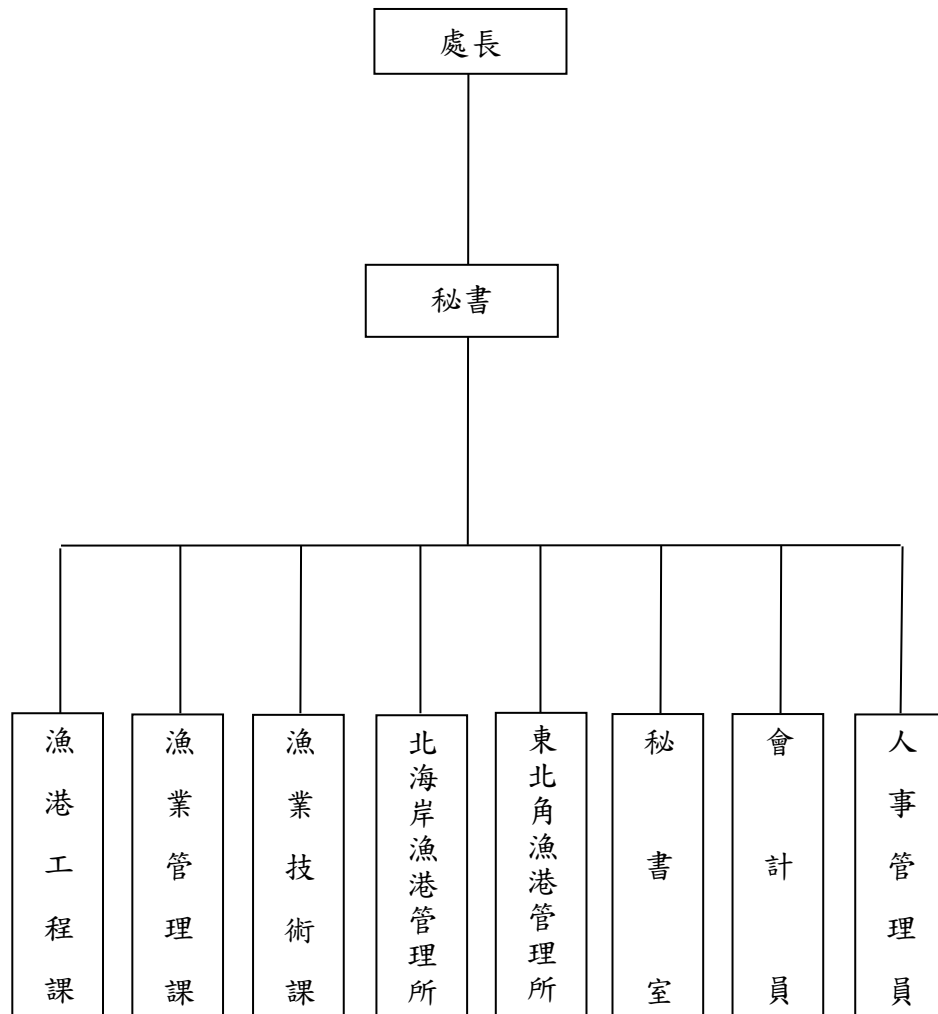 處長
秘書
漁港工程課
漁業管理課
漁業技術課
北海岸漁港管理所
東北角漁港管理所
秘書室
會計員
人事管理員